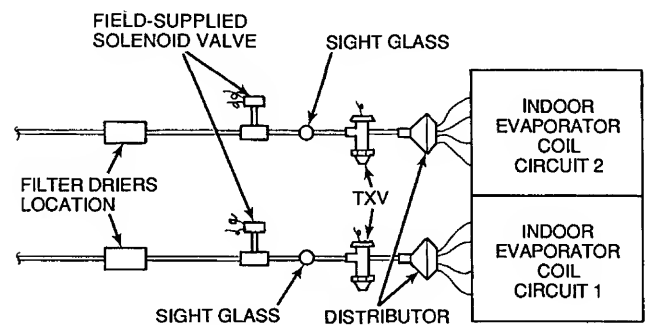 FIELD-SUPPLIED
SOLENOID VALVE
SIGHT GLASS
INDOOR
EVAPORATOR
COIL
CIRCUIT 2
FILTER DRIERS
LOCATION
TXV
INDOOR
EVAPORATOR
COIL
CIRCUIT 1
SIGHT GLASS
DISTRIBUTOR